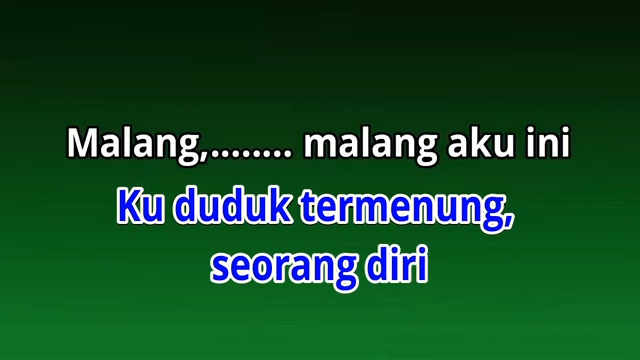 Malang,........ malang aku ini
Ku duduk termenung,
seorang diri